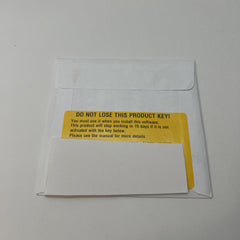 DO NOT LOSE THIS PRODUCT KEY!
You must use it when you install this software.
This product will stop working in 15 days if it is not
activated with the key below.
Please see the manual for more details.